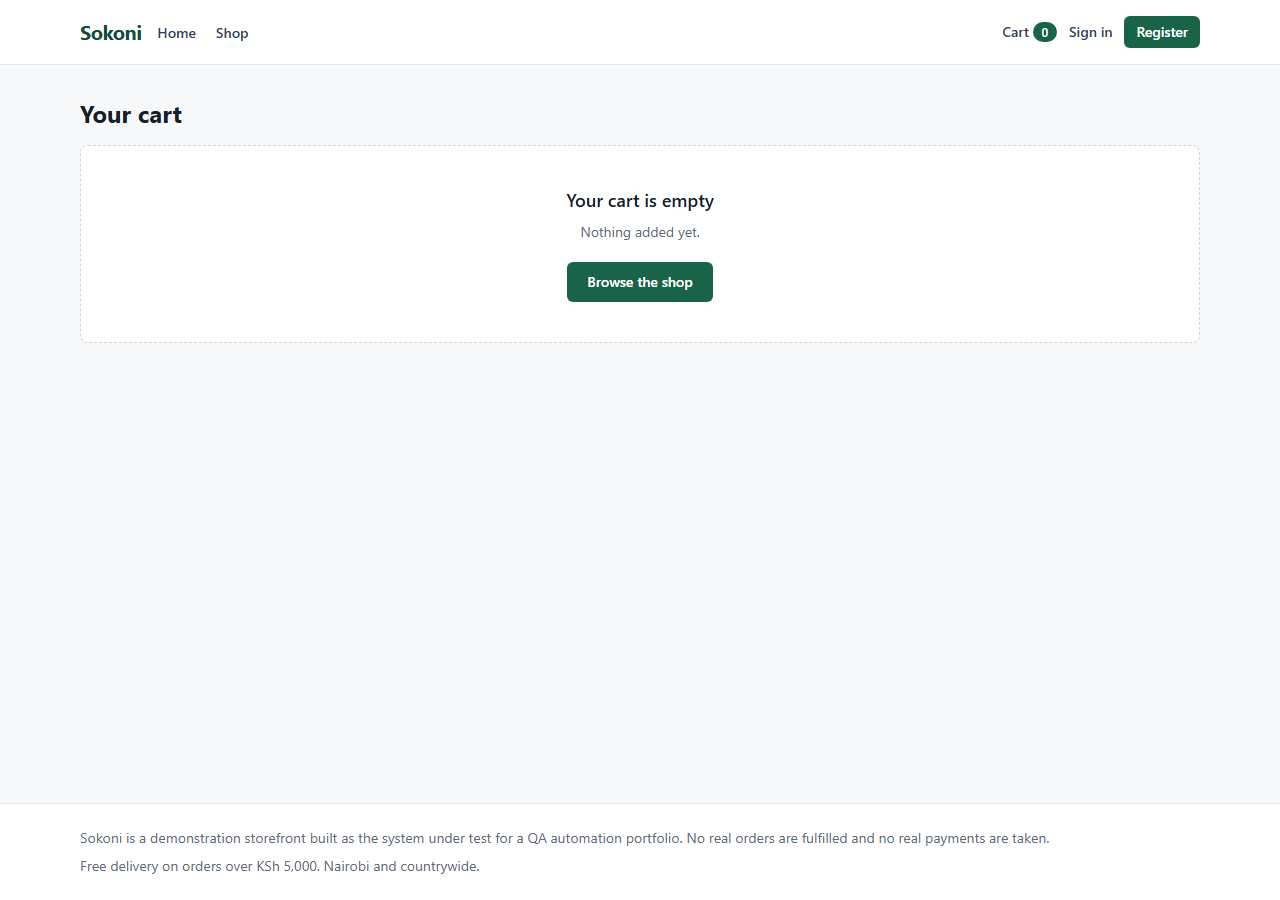 Sokoni Home Shop Cart 0 Sign in Register
Your cart
Your cart is empty
Nothing added yet.
Browse the shop
Sokoni is a demonstration storefront built as the system under test for a QA automation portfolio. No real orders are fulfilled and no real payments are taken.
Free delivery on orders over KSh 5,000. Nairobi and countrywide.